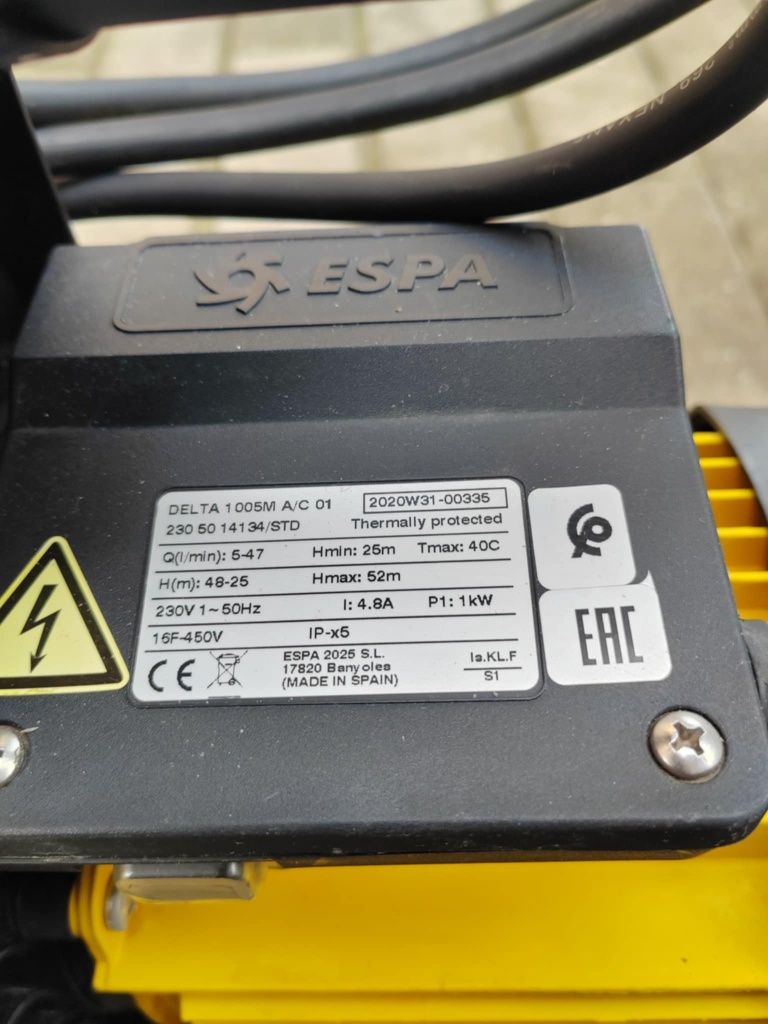 269 NEXANS
ESPA
DELTA 1005M A/C 01 2020W31-00335
230 50 14134/STD Thermally protected
Q(l/min): 5-47 Hmin: 25m Tmax: 40C
H(m): 48-25 Hmax: 52m
230V 1~50Hz I: 4.8A P1: 1kW
16F-450V IP-x5
CE ESPA 2025 S.L. Is.KL.F
17820 Banyoles S1
(MADE IN SPAIN)
EAC